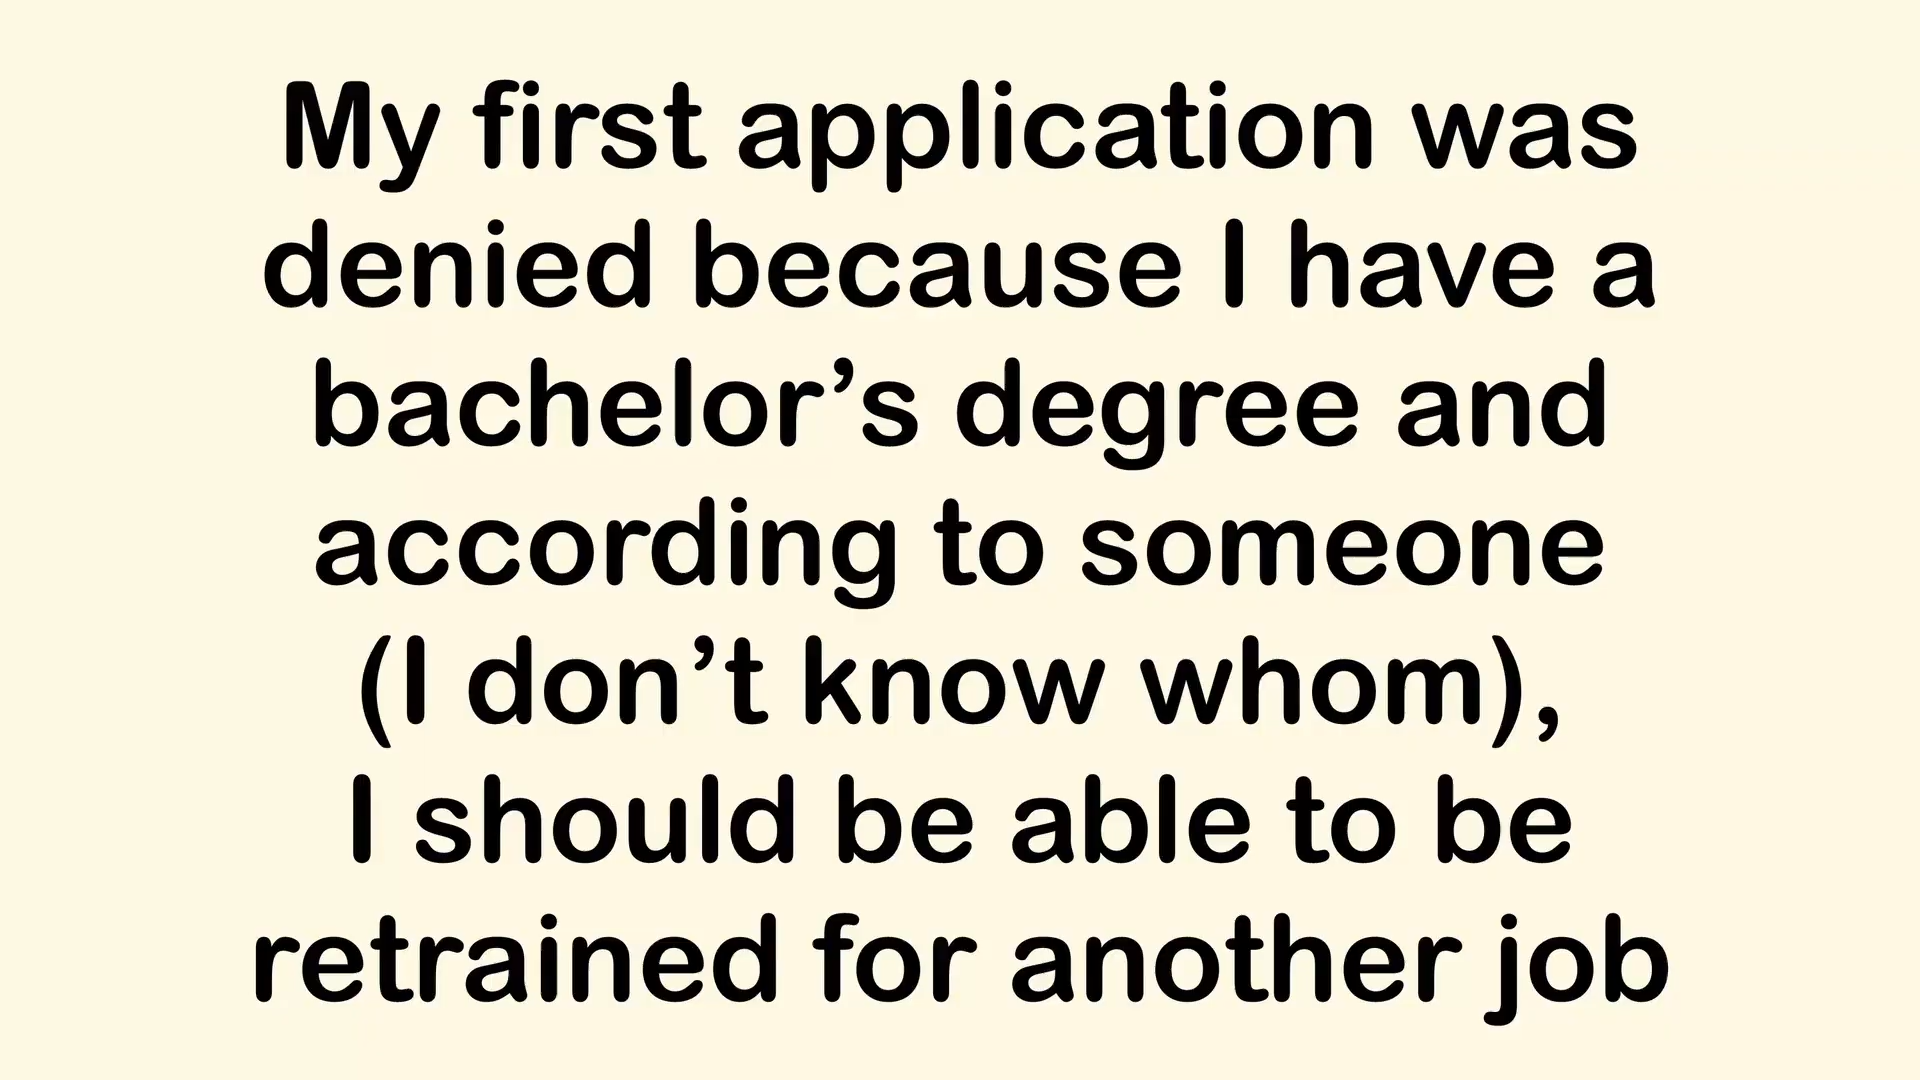 My first application was
denied because I have a
bachelor’s degree and
according to someone
(I don’t know whom),
I should be able to be
retrained for another job